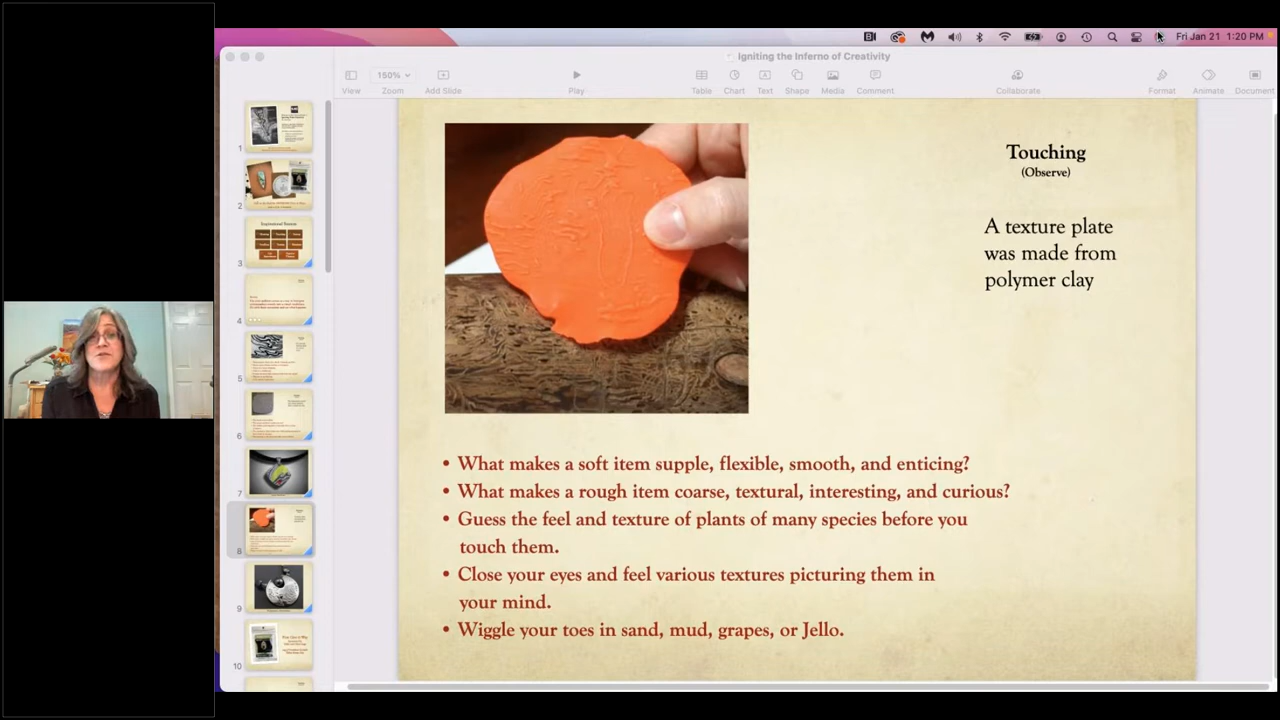 Fri Jan 21 1:20 PM
Igniting the Inferno of Creativity
150%
View
Zoom
Add Slide
Play
Table
Chart
Text
Shape
Media
Comment
Collaborate
Format
Animate
Document
1
2
3
4
5
6
7
8
9
10
Touching
(Observe)
A texture plate
was made from
polymer clay
• What makes a soft item supple, flexible, smooth, and enticing?
• What makes a rough item coarse, textural, interesting, and curious?
• Guess the feel and texture of plants of many species before you
touch them.
• Close your eyes and feel various textures picturing them in
your mind.
• Wiggle your toes in sand, mud, grapes, or Jello.